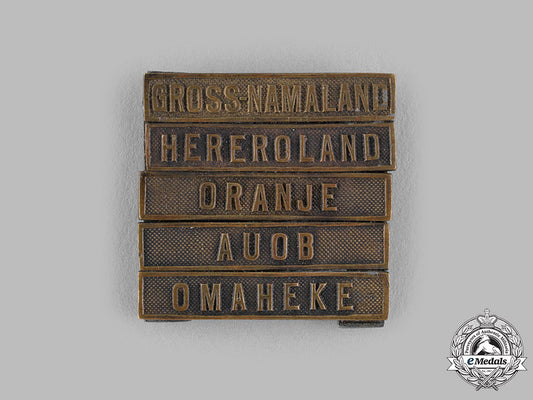 GROSS-NAMALAND
HEREROLAND
ORANJE
AUOB
OMAHEKE
eMedals